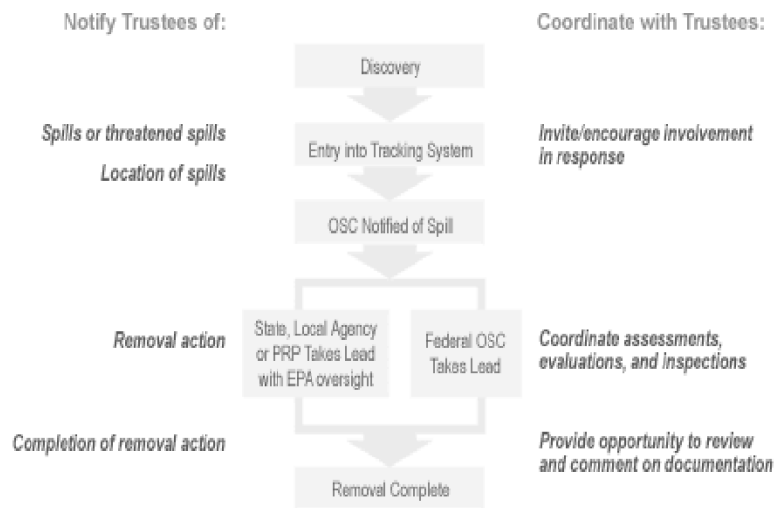 Notify Trustees of:
Coordinate with Trustees:
Discovery
Spills or threatened spills
Location of spills
Entry into Tracking System
Invite/encourage involvement
in response
OSC Notified of Spill
Removal action
State, Local Agency
or PRP Takes Lead
with EPA oversight
Federal OSC
Takes Lead
Coordinate assessments,
evaluations, and inspections
Completion of removal action
Provide opportunity to review
and comment on documentation
Removal Complete